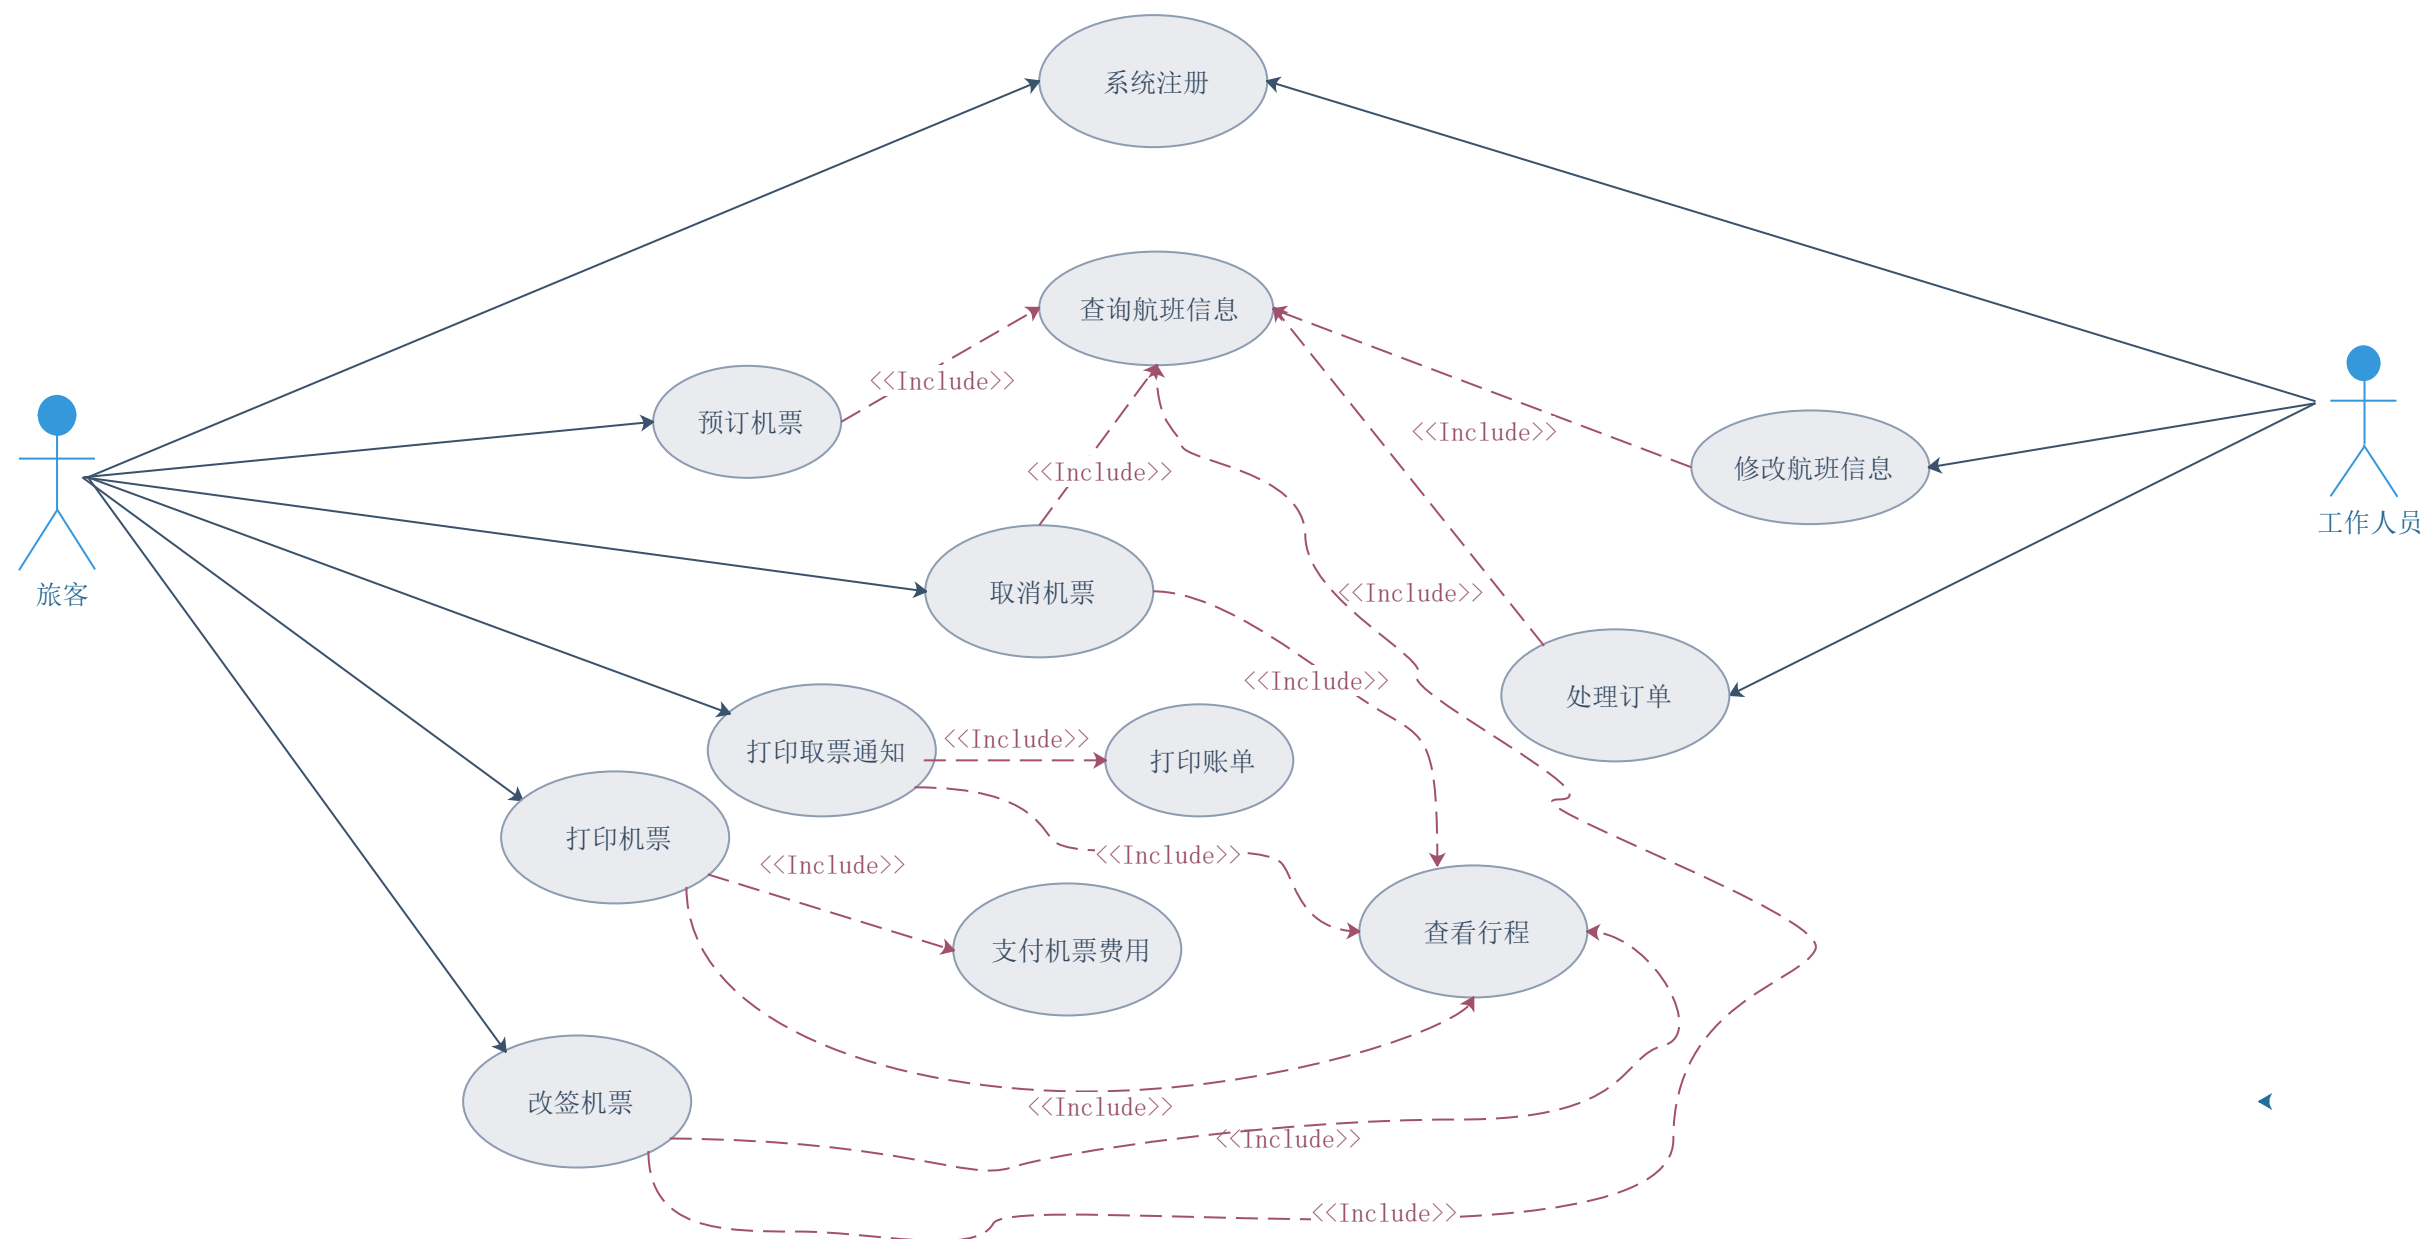 系统注册
查询航班信息
<<Include>>
预订机票
<<Include>>
修改航班信息
<<Include>>
工作人员
取消机票
<<Include>>
旅客
<<Include>>
处理订单
打印取票通知
<<Include>>
打印账单
打印机票
<<Include>>
<<Include>>
查看行程
支付机票费用
改签机票
<<Include>>
<<Include>>
<<Include>>